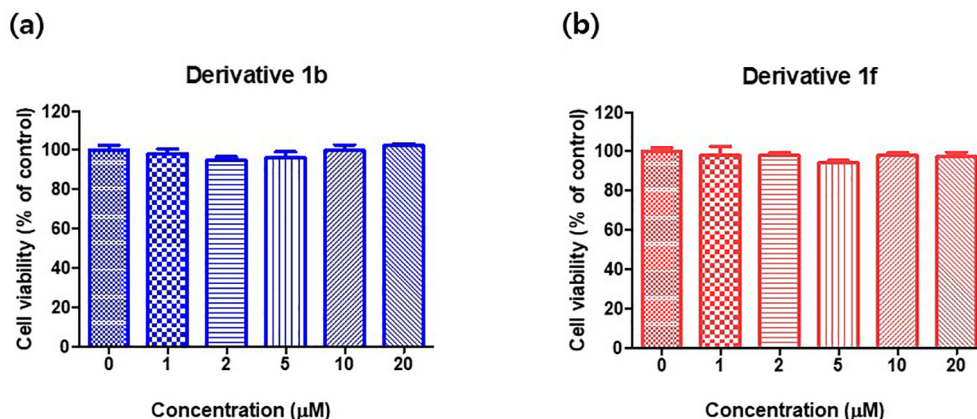 (a)
Derivative 1b
Cell viability (% of control)
120
100
80
60
40
20
0
0 1 2 5 10 20
Concentration (μM)
(b)
Derivative 1f
Cell viability (% of control)
120
100
80
60
40
20
0
0 1 2 5 10 20
Concentration (μM)